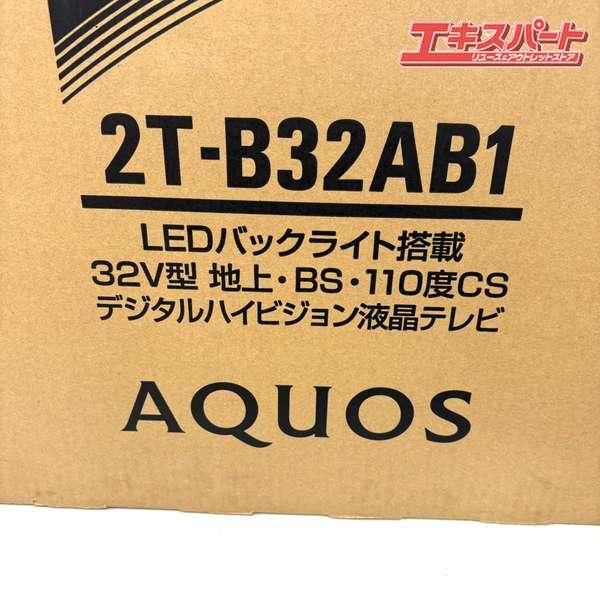 エキスパート
リユース&アウトレットストア
2T-B32AB1
LEDバックライト搭載
32V型 地上・BS・110度CS
デジタルハイビジョン液晶テレビ
AQUOS